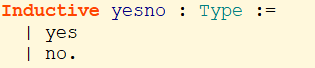 Inductive yesno : Type :=
  | yes
  | no.